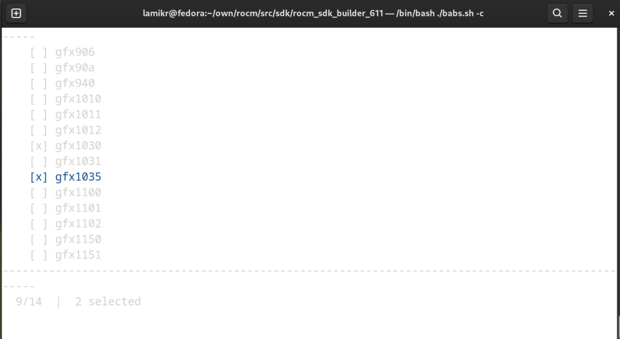 lamikr@fedora:~/own/rocm/src/sdk/rocm_sdk_builder_611 — /bin/bash ./babs.sh -c
-----
[ ] gfx906
[ ] gfx90a
[ ] gfx940
[ ] gfx1010
[ ] gfx1011
[ ] gfx1012
[x] gfx1030
[ ] gfx1031
[x] gfx1035
[ ] gfx1100
[ ] gfx1101
[ ] gfx1102
[ ] gfx1150
[ ] gfx1151
--------------------------------------------------------------------------------------------
-----
9/14 | 2 selected